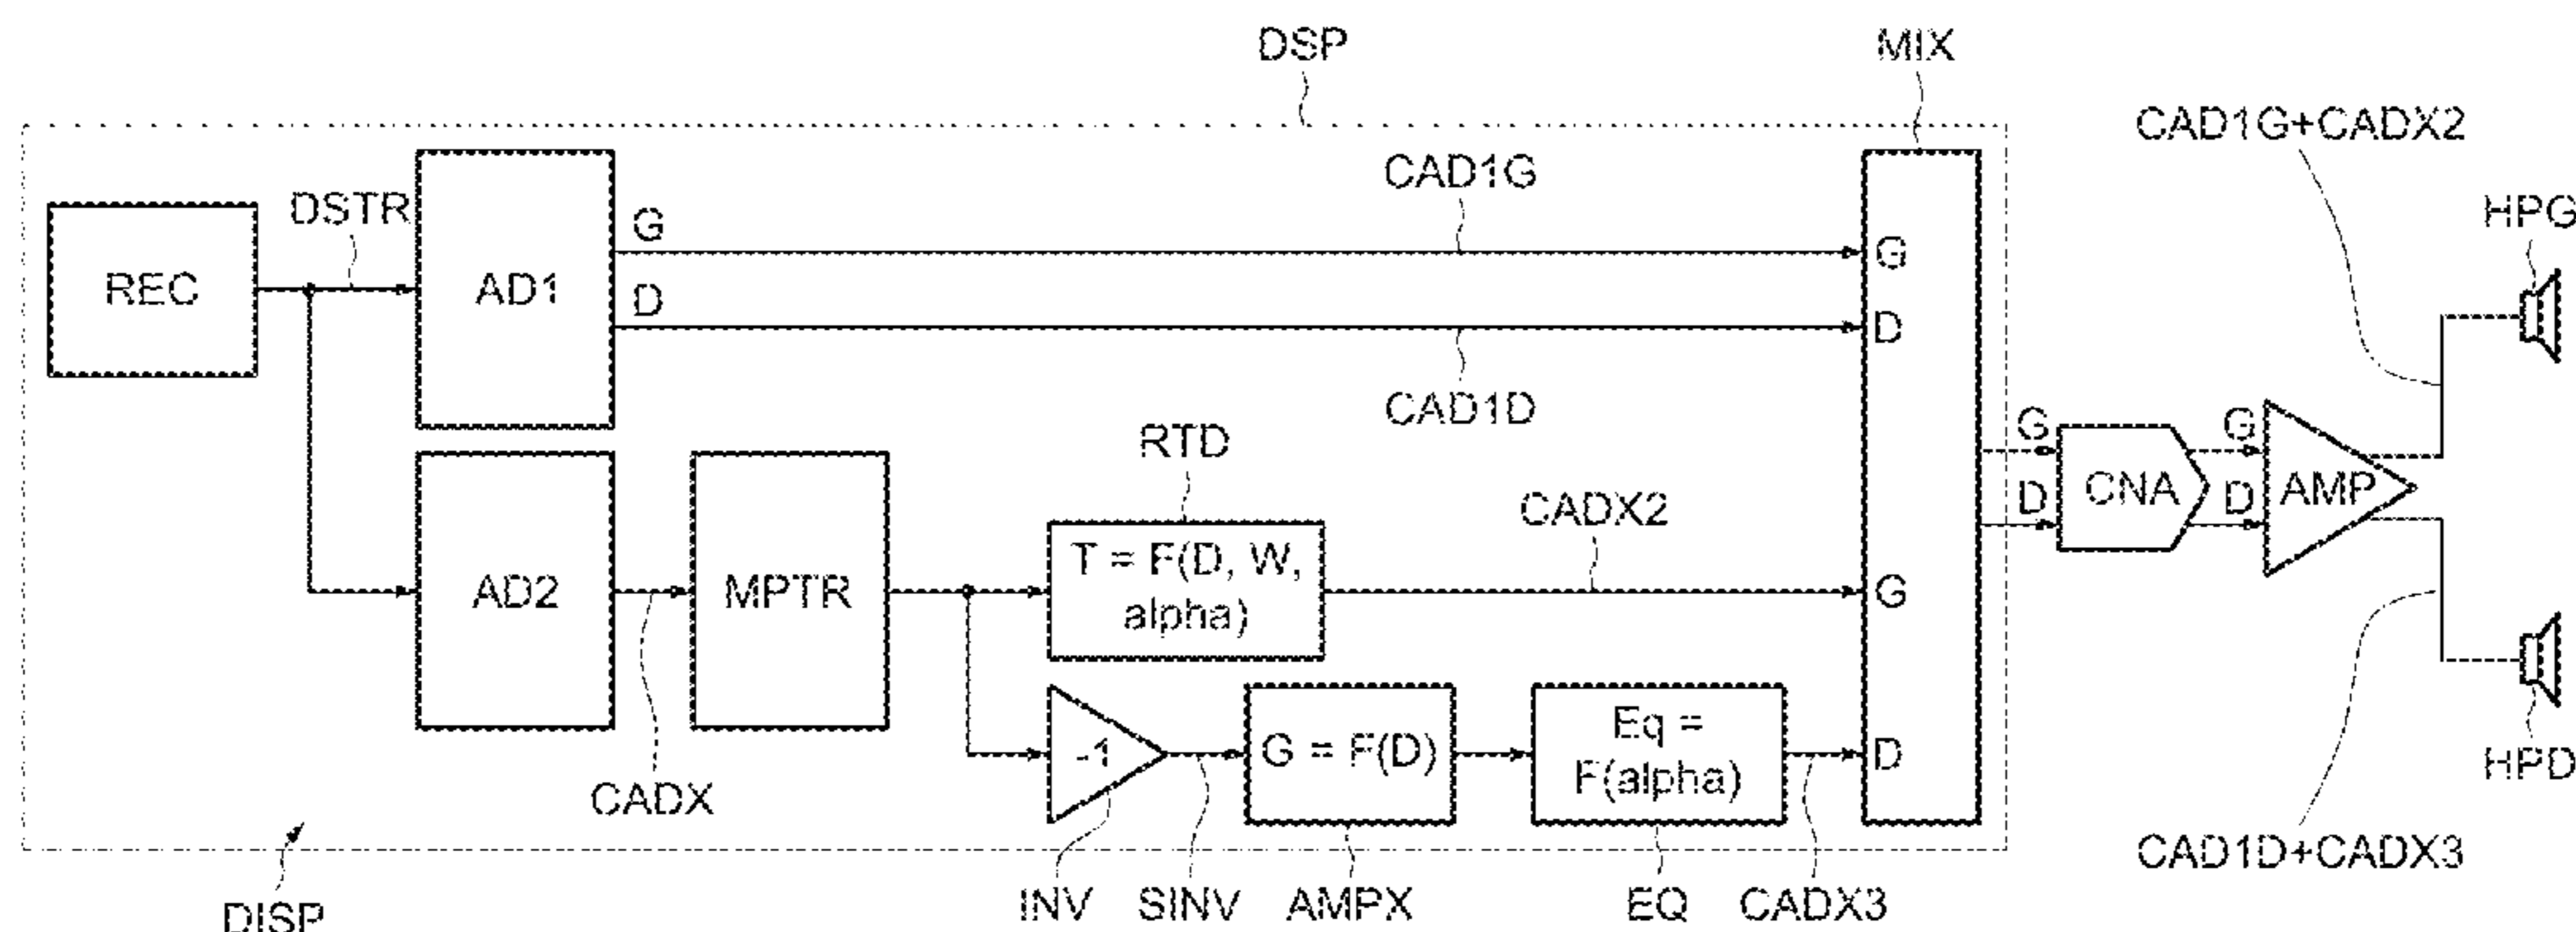 DSP
MIX
CAD1G+CADX2
CAD1G
DSTR
G
HPG
REC
AD1
G
D
D
CAD1D
RTD
G
G
AD2
MPTR
T = F(D, W,
alpha)
CADX2
G
D
CNA
D
AMP
CADX
-1
G = F(D)
Eq =
F(alpha)
D
HPD
CAD1D+CADX3
DISP
INV
SINV
AMPX
EQ
CADX3